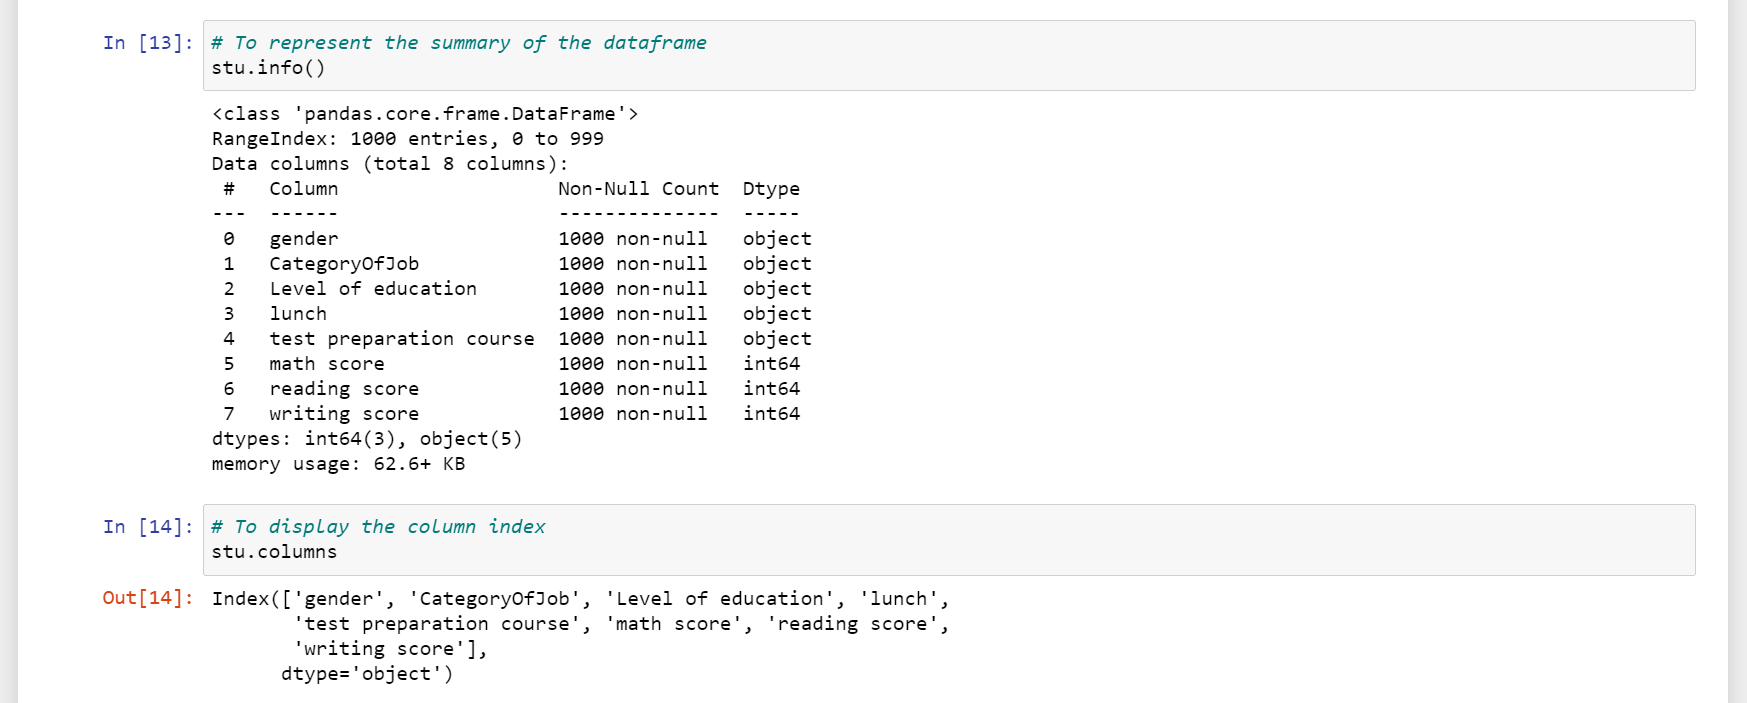 In [13]: # To represent the summary of the dataframe
stu.info()
<class 'pandas.core.frame.DataFrame'>
RangeIndex: 1000 entries, 0 to 999
Data columns (total 8 columns):
 #   Column                   Non-Null Count  Dtype
---  ------                   --------------  -----
 0   gender                   1000 non-null   object
 1   CategoryOfJob            1000 non-null   object
 2   Level of education       1000 non-null   object
 3   lunch                    1000 non-null   object
 4   test preparation course  1000 non-null   object
 5   math score               1000 non-null   int64
 6   reading score            1000 non-null   int64
 7   writing score            1000 non-null   int64
dtypes: int64(3), object(5)
memory usage: 62.6+ KB
In [14]: # To display the column index
stu.columns
Out[14]: Index(['gender', 'CategoryOfJob', 'Level of education', 'lunch',
       'test preparation course', 'math score', 'reading score',
       'writing score'],
      dtype='object')